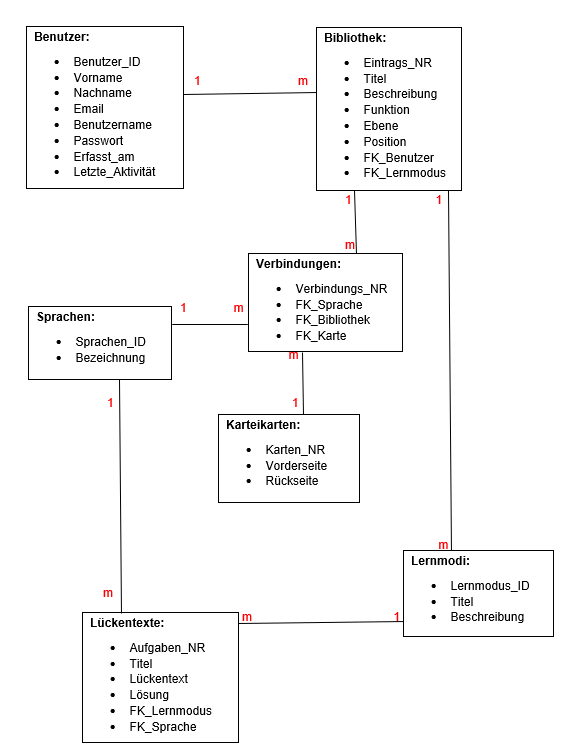 Benutzer:
• Benutzer_ID
• Vorname
• Nachname
• Email
• Benutzername
• Passwort
• Erfasst_am
• Letzte_Aktivität
1
m
Bibliothek:
• Eintrags_NR
• Titel
• Beschreibung
• Funktion
• Ebene
• Position
• FK_Benutzer
• FK_Lernmodus
1
1
m
Verbindungen:
• Verbindungs_NR
• FK_Sprache
• FK_Bibliothek
• FK_Karte
1
m
Sprachen:
• Sprachen_ID
• Bezeichnung
m
1
1
Karteikarten:
• Karten_NR
• Vorderseite
• Rückseite
m
Lernmodi:
• Lernmodus_ID
• Titel
• Beschreibung
m
m
1
Lückentexte:
• Aufgaben_NR
• Titel
• Lückentext
• Lösung
• FK_Lernmodus
• FK_Sprache